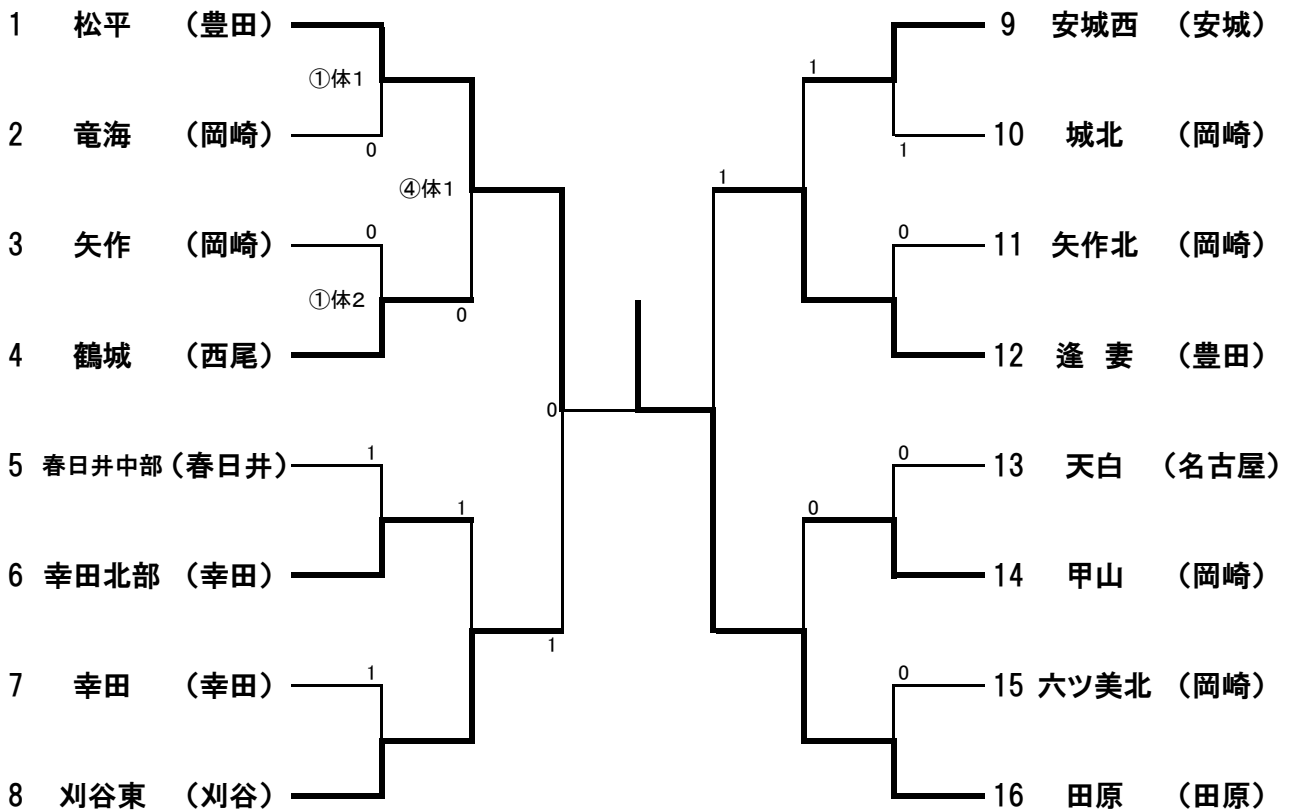 1 松平 （豊田）
①体1
2 竜海 （岡崎）
0
④体1
3 矢作 （岡崎）
0
①体2
0
4 鶴城 （西尾）
0
5 春日井中部（春日井）
1
1
6 幸田北部 （幸田）
1
7 幸田 （幸田）
1
8 刈谷東 （刈谷）
9 安城西 （安城）
1
10 城北 （岡崎）
1
1
11 矢作北 （岡崎）
0
12 逢 妻 （豊田）
13 天白 （名古屋）
0
0
14 甲山 （岡崎）
15 六ツ美北 （岡崎）
0
16 田原 （田原）